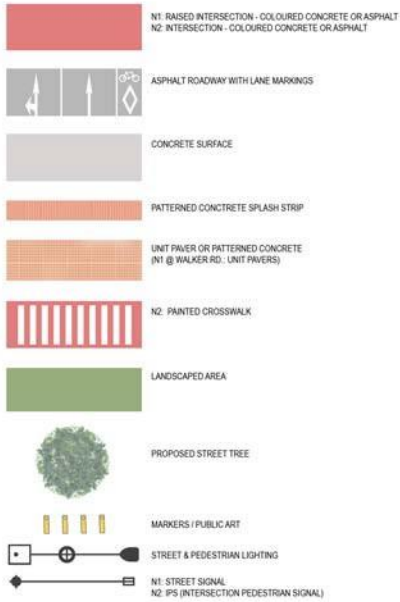 N1: RAISED INTERSECTION - COLOURED CONCRETE OR ASPHALT
N2: INTERSECTION - COLOURED CONCRETE OR ASPHALT
ASPHALT ROADWAY WITH LANE MARKINGS
CONCRETE SURFACE
PATTERNED CONCTRETE SPLASH STRIP
UNIT PAVER OR PATTERNED CONCRETE
(N1 @ WALKER RD.: UNIT PAVERS)
N2: PAINTED CROSSWALK
LANDSCAPED AREA
PROPOSED STREET TREE
MARKERS / PUBLIC ART
STREET & PEDESTRIAN LIGHTING
N1: STREET SIGNAL
N2: IPS (INTERSECTION PEDESTRIAN SIGNAL)